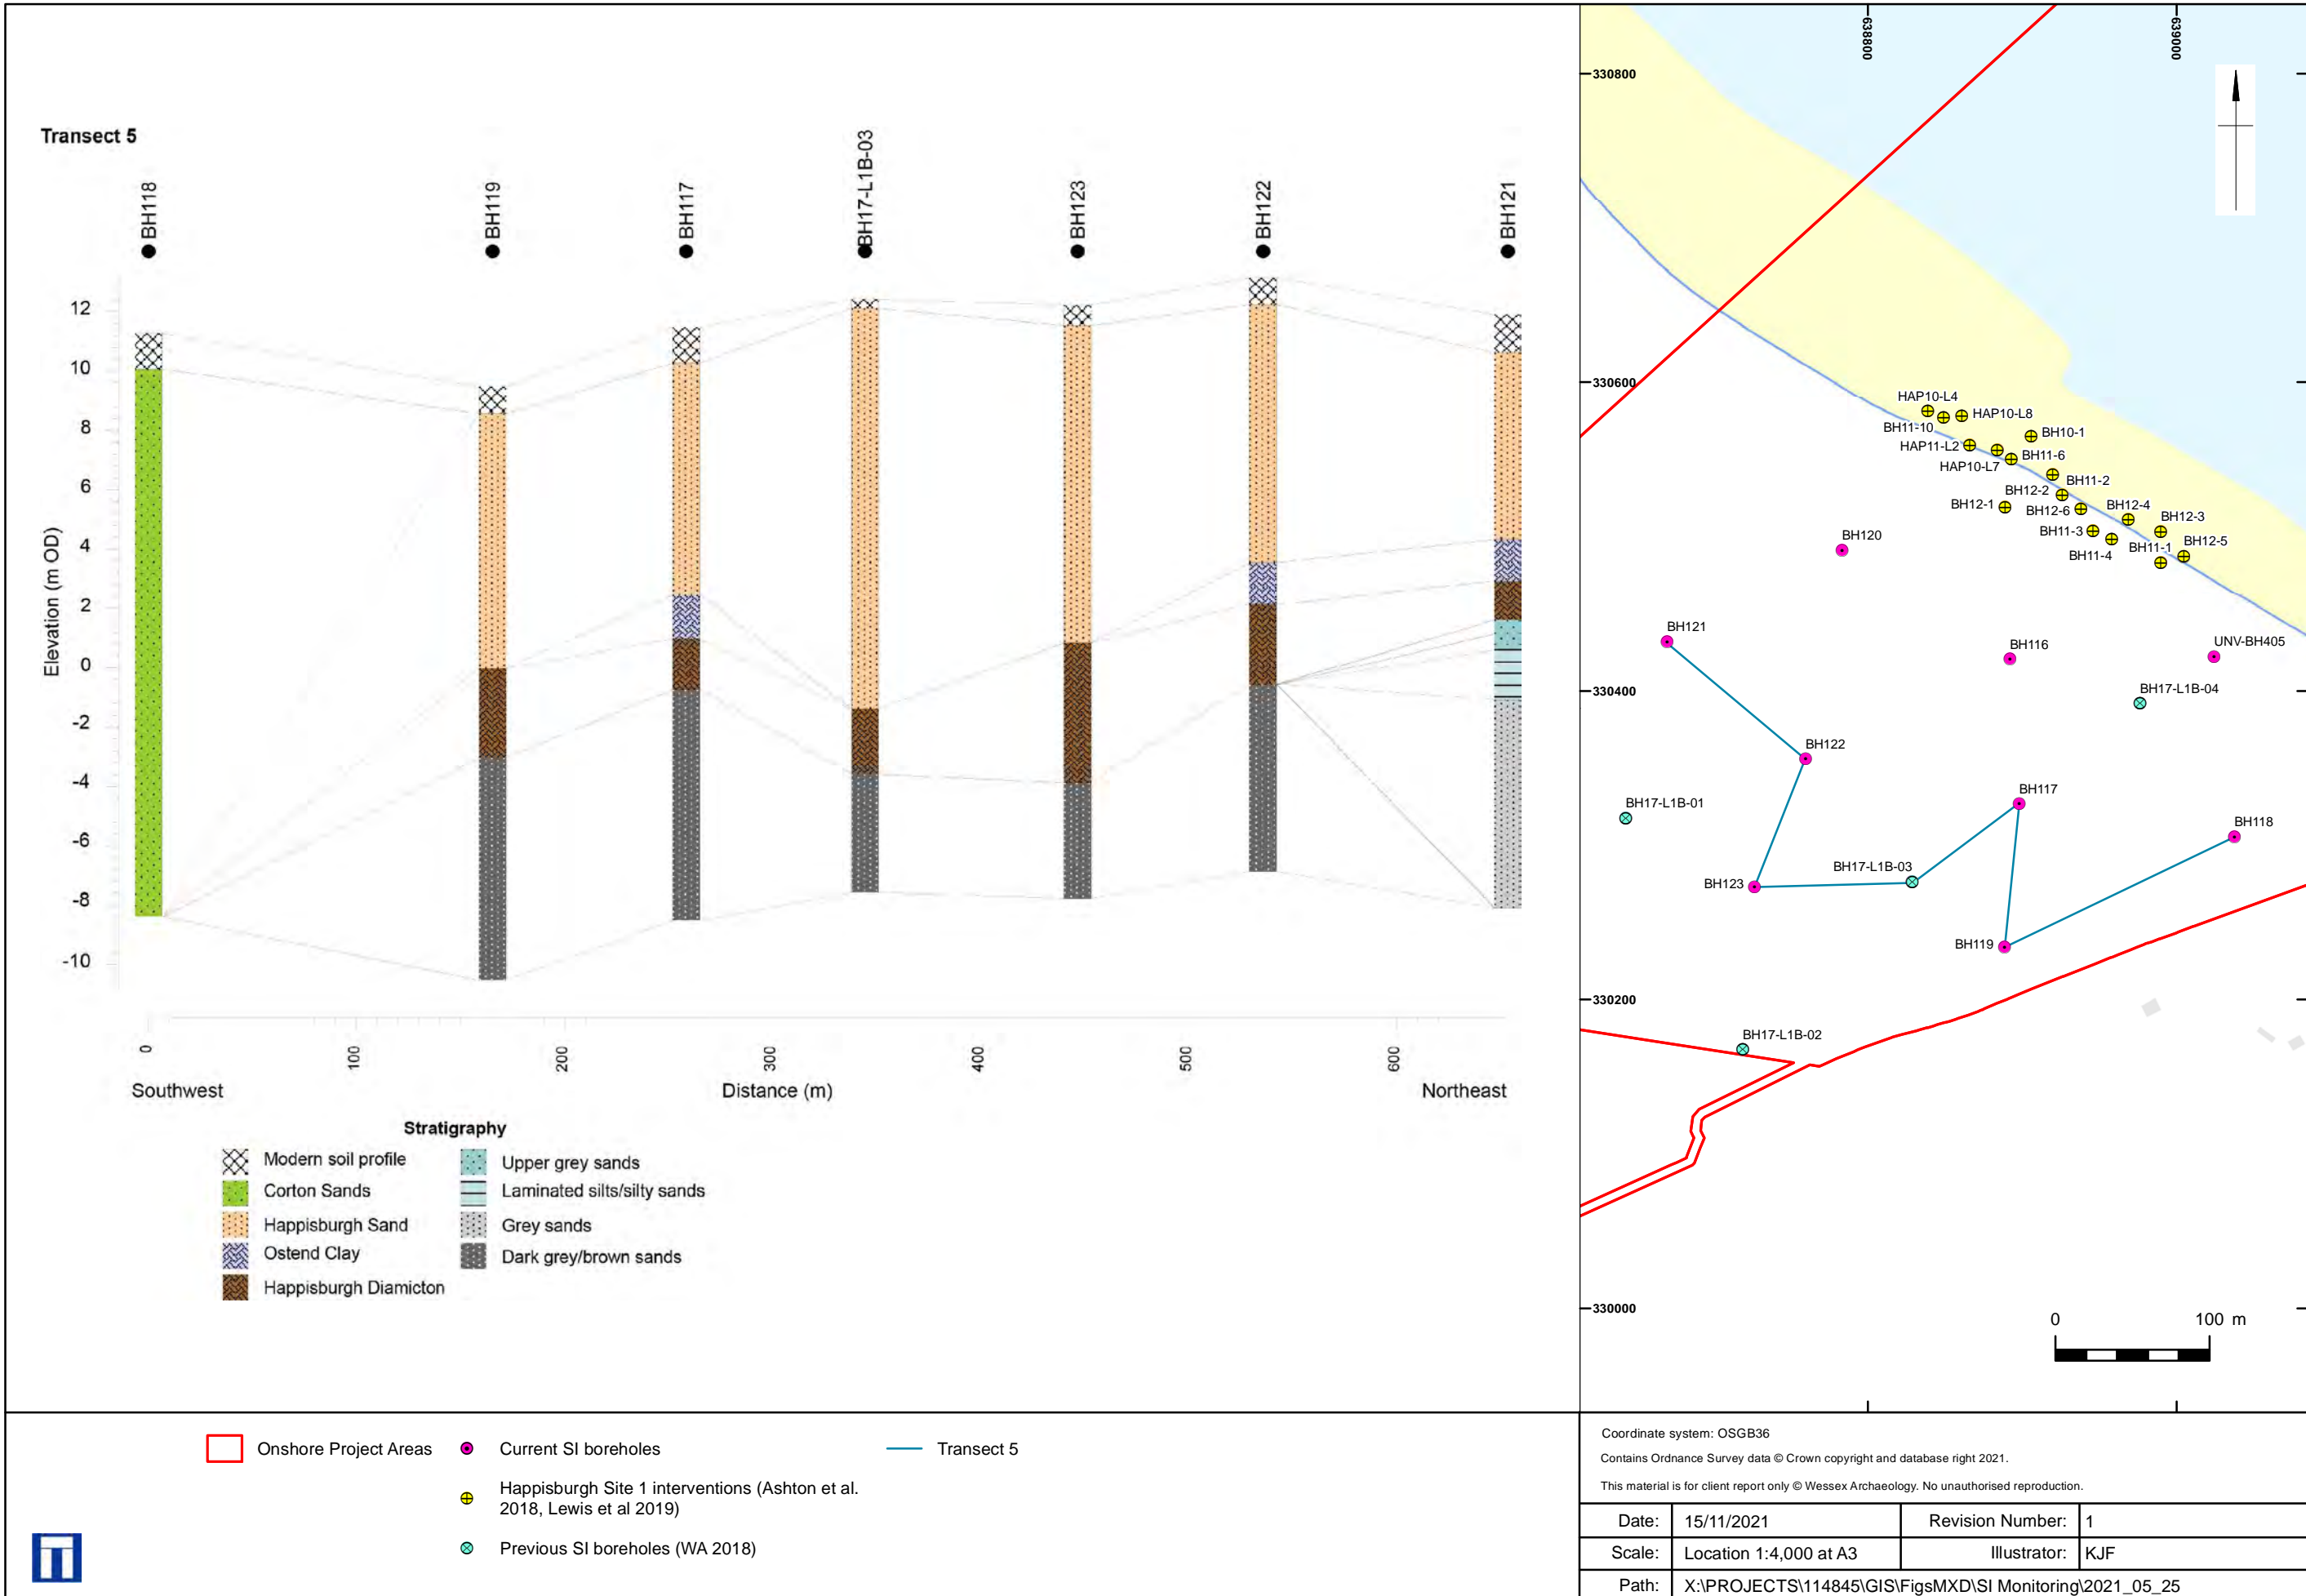 Transect 5
BH118
BH119
BH117
BH17-L1B-03
BH123
BH122
BH121
Elevation (m OD)
12
10
8
6
4
2
0
-2
-4
-6
-8
-10
0
100
200
300
400
500
600
Southwest
Distance (m)
Northeast
Stratigraphy
Modern soil profile
Corton Sands
Happisburgh Sand
Ostend Clay
Happisburgh Diamicton
Upper grey sands
Laminated silts/silty sands
Grey sands
Dark grey/brown sands
638800
639000
330800
330600
330400
330200
330000
HAP10-L4
HAP10-L8
BH11-10
BH10-1
HAP11-L2
BH11-6
HAP10-L7
BH11-2
BH12-2
BH12-1
BH12-6
BH12-4
BH12-3
BH11-3
BH11-1
BH12-5
BH11-4
BH120
BH121
BH116
UNV-BH405
BH17-L1B-04
BH122
BH17-L1B-01
BH117
BH118
BH17-L1B-03
BH123
BH119
BH17-L1B-02
0
100 m
Onshore Project Areas
Current SI boreholes
Transect 5
Happisburgh Site 1 interventions (Ashton et al.
2018, Lewis et al 2019)
Previous SI boreholes (WA 2018)
Coordinate system: OSGB36
Contains Ordnance Survey data © Crown copyright and database right 2021.
This material is for client report only © Wessex Archaeology. No unauthorised reproduction.
Date: 15/11/2021 Revision Number: 1
Scale: Location 1:4,000 at A3 Illustrator: KJF
Path: X:\PROJECTS\114845\GIS\FigsMXD\SI Monitoring\2021_05_25